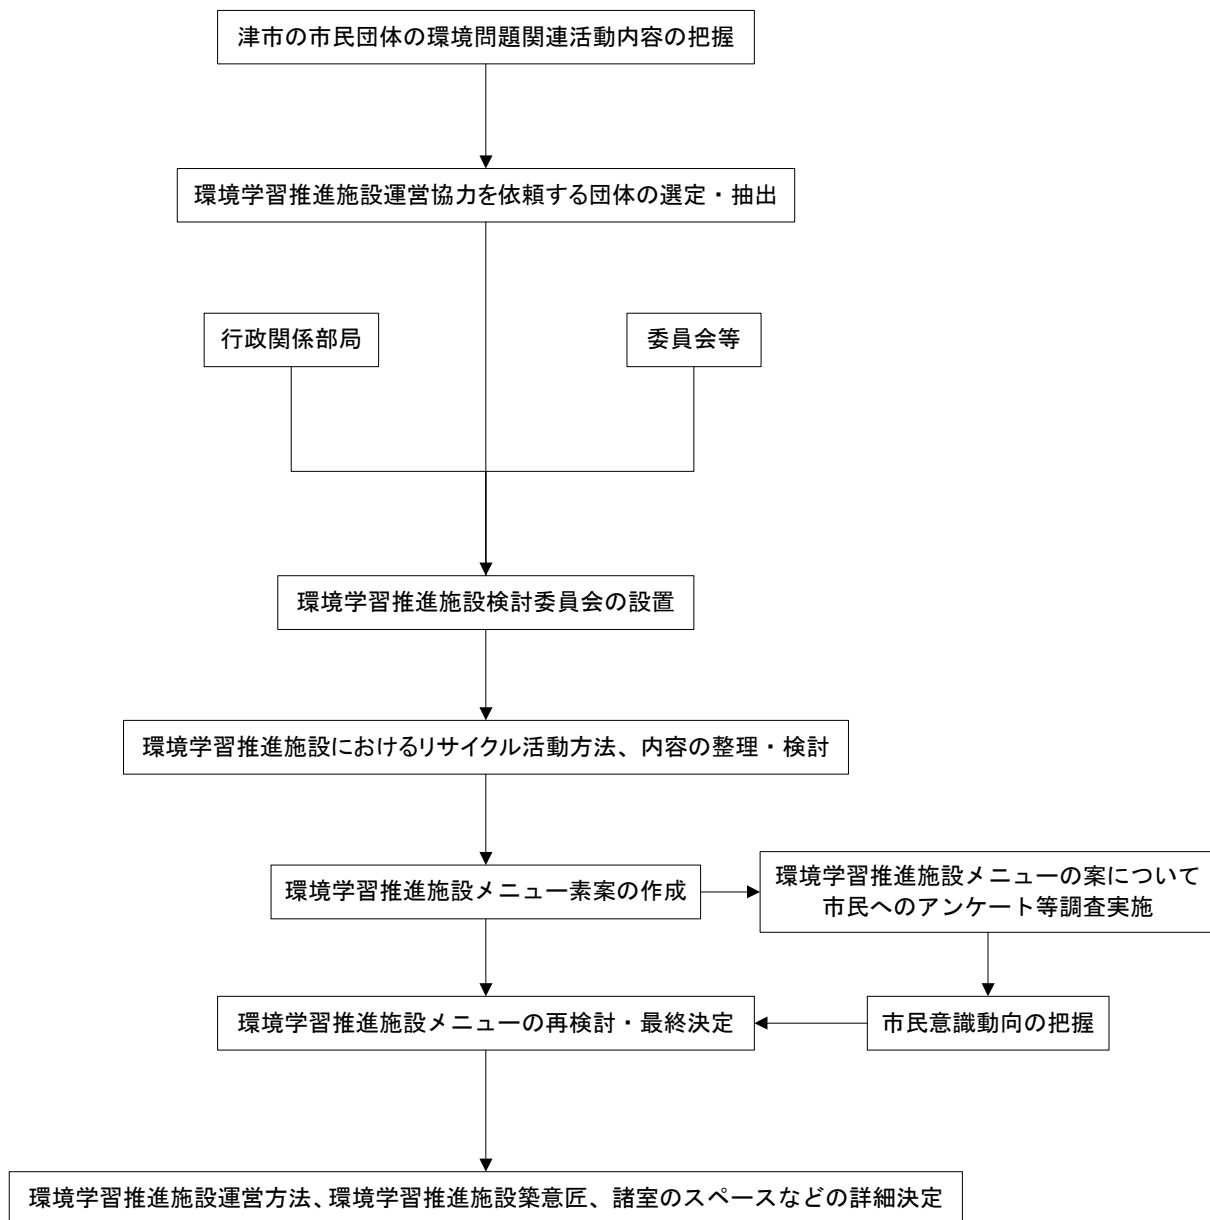 津市の市民団体の環境問題関連活動内容の把握
環境学習推進施設運営協力を依頼する団体の選定・抽出
行政関係部局
委員会等
環境学習推進施設検討委員会の設置
環境学習推進施設におけるリサイクル活動方法、内容の整理・検討
環境学習推進施設メニュー素案の作成
環境学習推進施設メニューの案について
市民へのアンケート等調査実施
環境学習推進施設メニューの再検討・最終決定
市民意識動向の把握
環境学習推進施設運営方法、環境学習推進施設築意匠、諸室のスペースなどの詳細決定